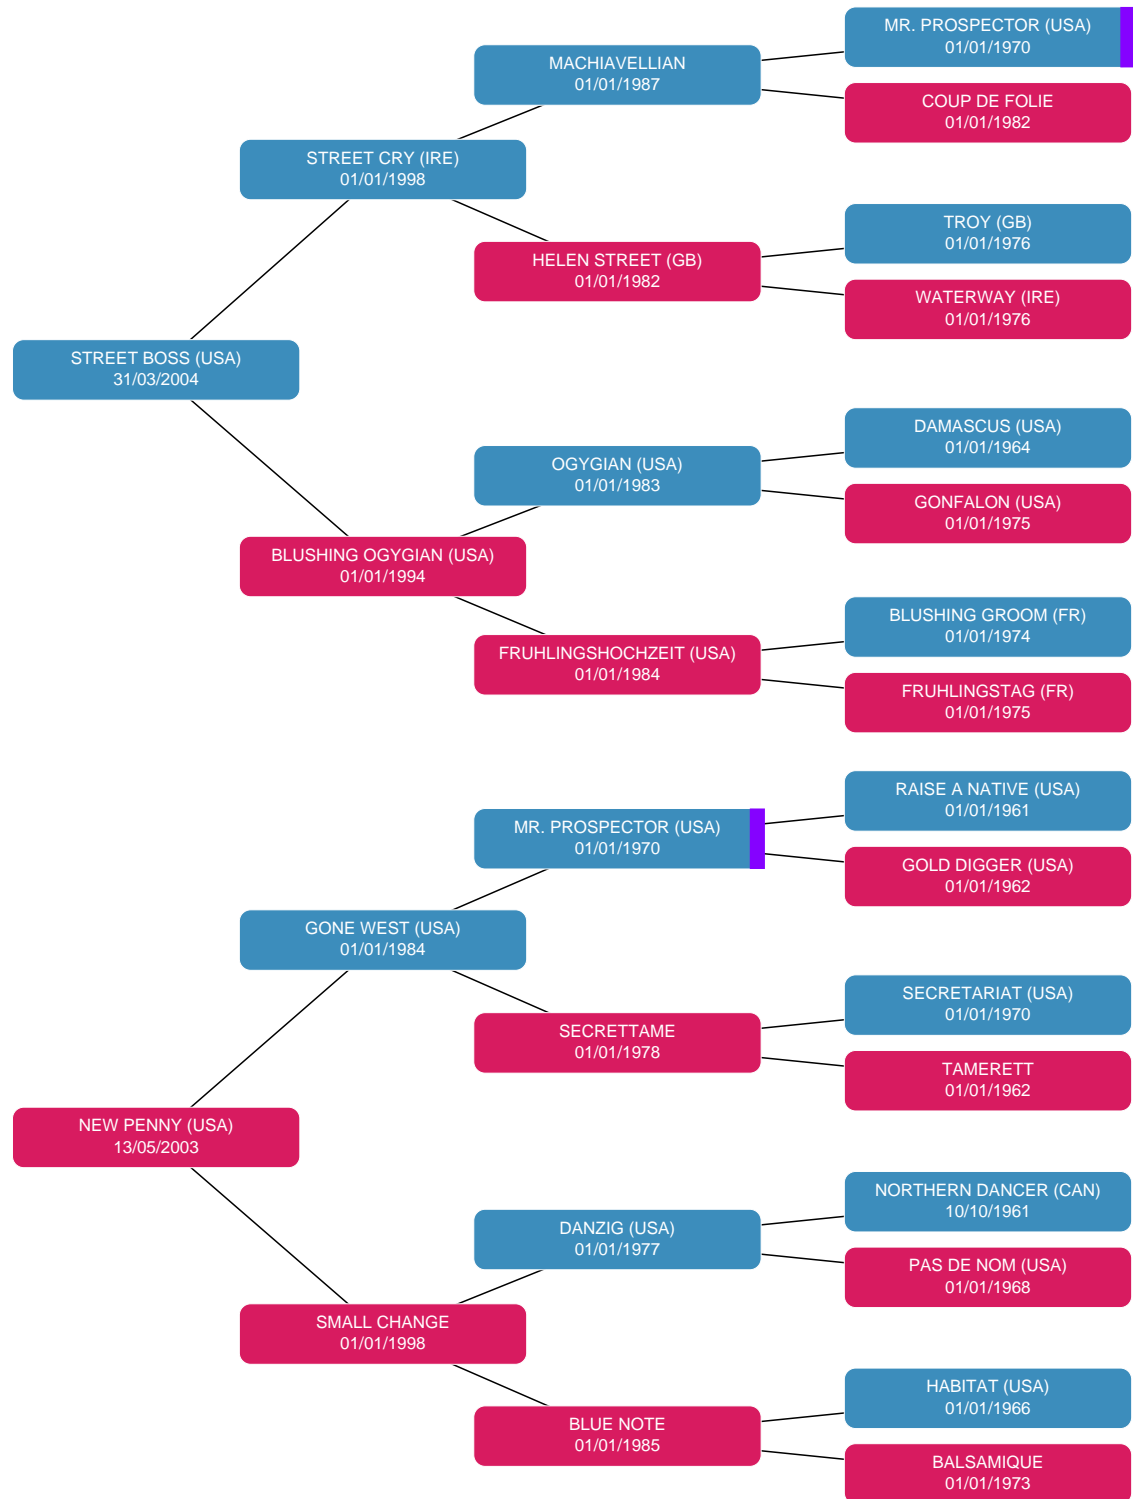 MR. PROSPECTOR (USA)
01/01/1970
MACHIAVELLIAN
01/01/1987
COUP DE FOLIE
01/01/1982
STREET CRY (IRE)
01/01/1998
TROY (GB)
01/01/1976
HELEN STREET (GB)
01/01/1982
WATERWAY (IRE)
01/01/1976
STREET BOSS (USA)
31/03/2004
DAMASCUS (USA)
01/01/1964
OGYGIAN (USA)
01/01/1983
GONFALON (USA)
01/01/1975
BLUSHING OGYGIAN (USA)
01/01/1994
BLUSHING GROOM (FR)
01/01/1974
FRUHLINGSHOCHZEIT (USA)
01/01/1984
FRUHLINGSTAG (FR)
01/01/1975
RAISE A NATIVE (USA)
01/01/1961
MR. PROSPECTOR (USA)
01/01/1970
GOLD DIGGER (USA)
01/01/1962
GONE WEST (USA)
01/01/1984
SECRETARIAT (USA)
01/01/1970
SECRETTAME
01/01/1978
TAMERETT
01/01/1962
NEW PENNY (USA)
13/05/2003
NORTHERN DANCER (CAN)
10/10/1961
DANZIG (USA)
01/01/1977
PAS DE NOM (USA)
01/01/1968
SMALL CHANGE
01/01/1998
HABITAT (USA)
01/01/1966
BLUE NOTE
01/01/1985
BALSAMIQUE
01/01/1973